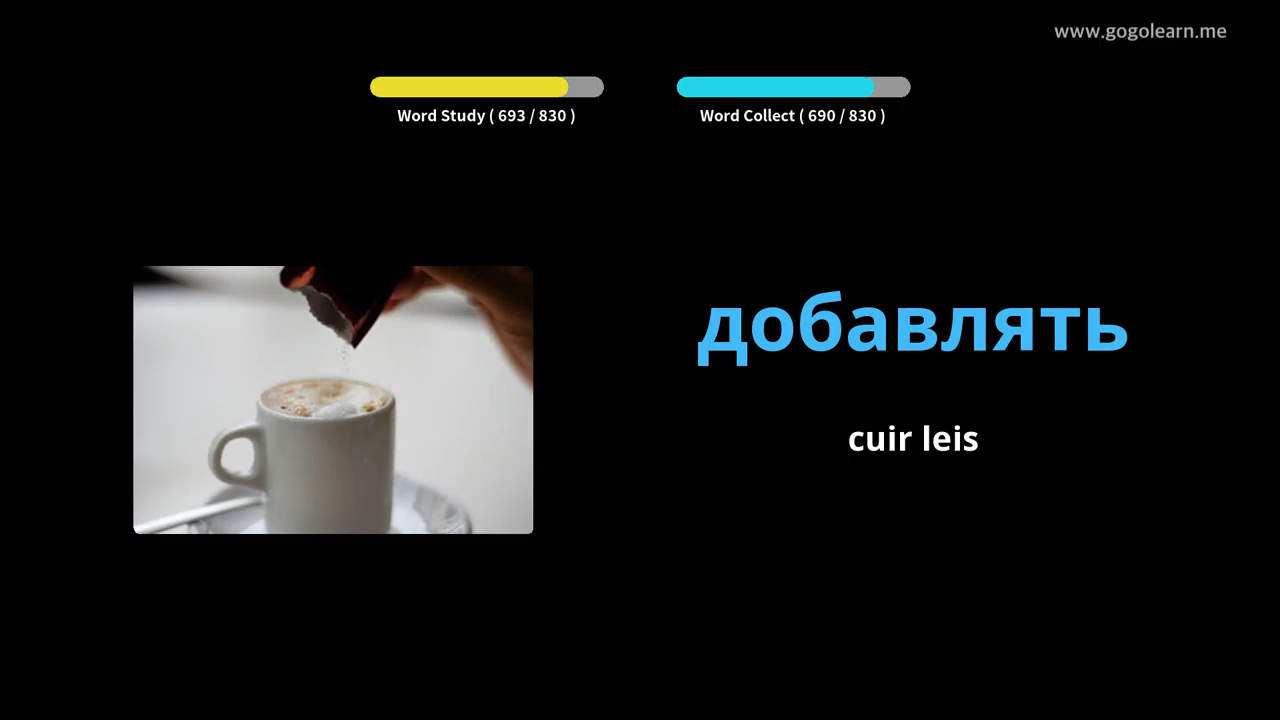 www.gogolearn.me
Word Study ( 693 / 830 )
Word Collect ( 690 / 830 )
добавлять
cuir leis